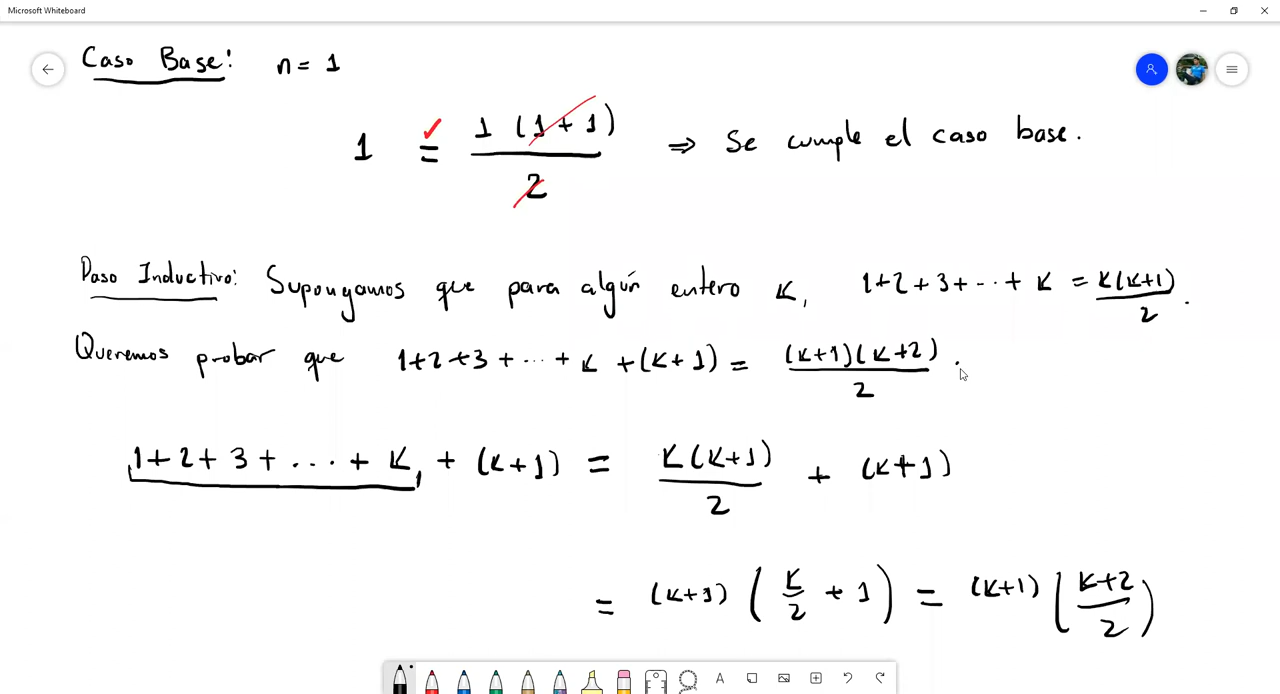 Microsoft Whiteboard
Caso Base: n = 1
1 = 1 (1 + 1) / 2 ⇒ Se cumple el caso base.
Paso Inductivo: Supongamos que para algún entero K, 1+2+3+...+ K = K(K+1) / 2.
Queremos probar que 1+2+3+ ... + K +(K+1) = (K+1)(K+2) / 2.
1+2+3+...+ K + (K+1) = K(K+1) / 2 + (K+1)
= (K+1) (K/2 + 1) = (K+1) (K+2 / 2)
A